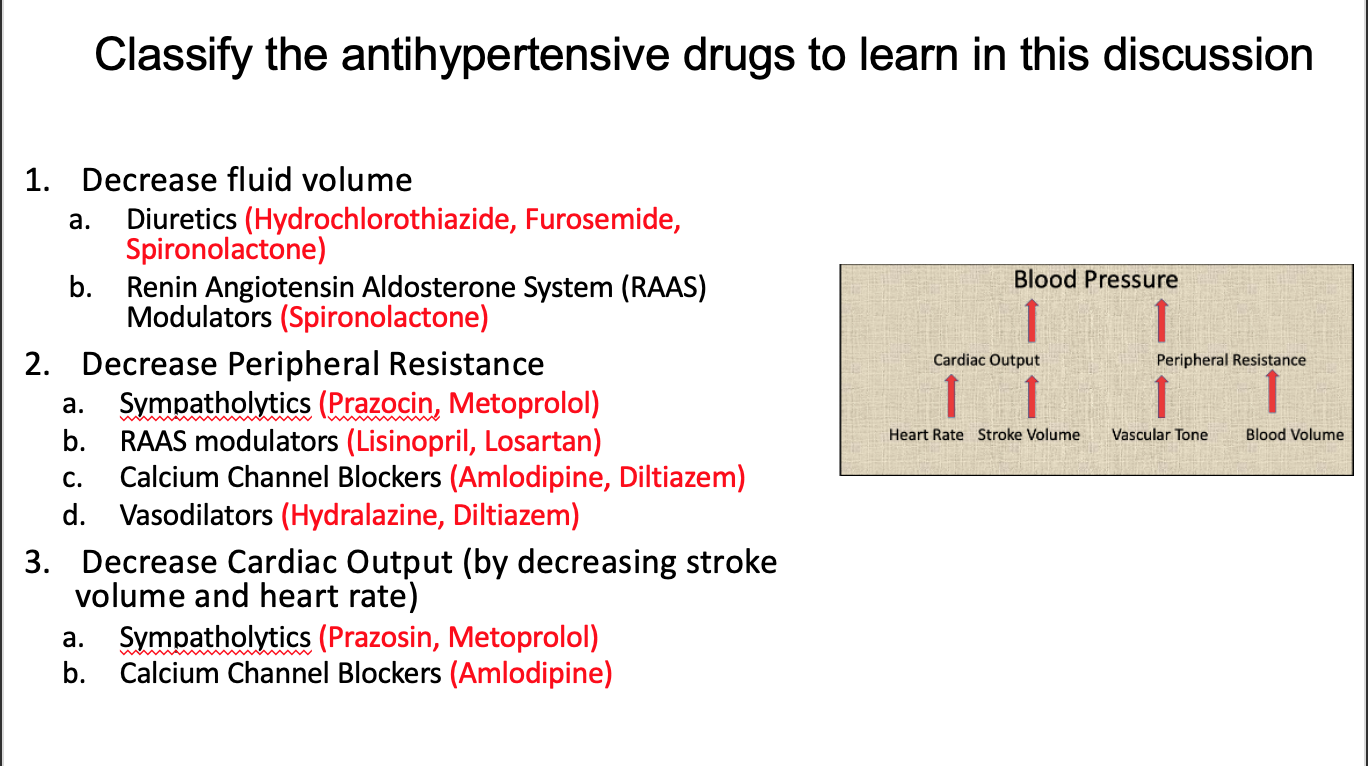 Classify the antihypertensive drugs to learn in this discussion
1. Decrease fluid volume
a. Diuretics (Hydrochlorothiazide, Furosemide,
Spironolactone)
b. Renin Angiotensin Aldosterone System (RAAS)
Modulators (Spironolactone)
2. Decrease Peripheral Resistance
a. Sympatholytics (Prazocin, Metoprolol)
b. RAAS modulators (Lisinopril, Losartan)
c. Calcium Channel Blockers (Amlodipine, Diltiazem)
d. Vasodilators (Hydralazine, Diltiazem)
3. Decrease Cardiac Output (by decreasing stroke
volume and heart rate)
a. Sympatholytics (Prazosin, Metoprolol)
b. Calcium Channel Blockers (Amlodipine)
Blood Pressure
Cardiac Output Peripheral Resistance
Heart Rate Stroke Volume Vascular Tone Blood Volume